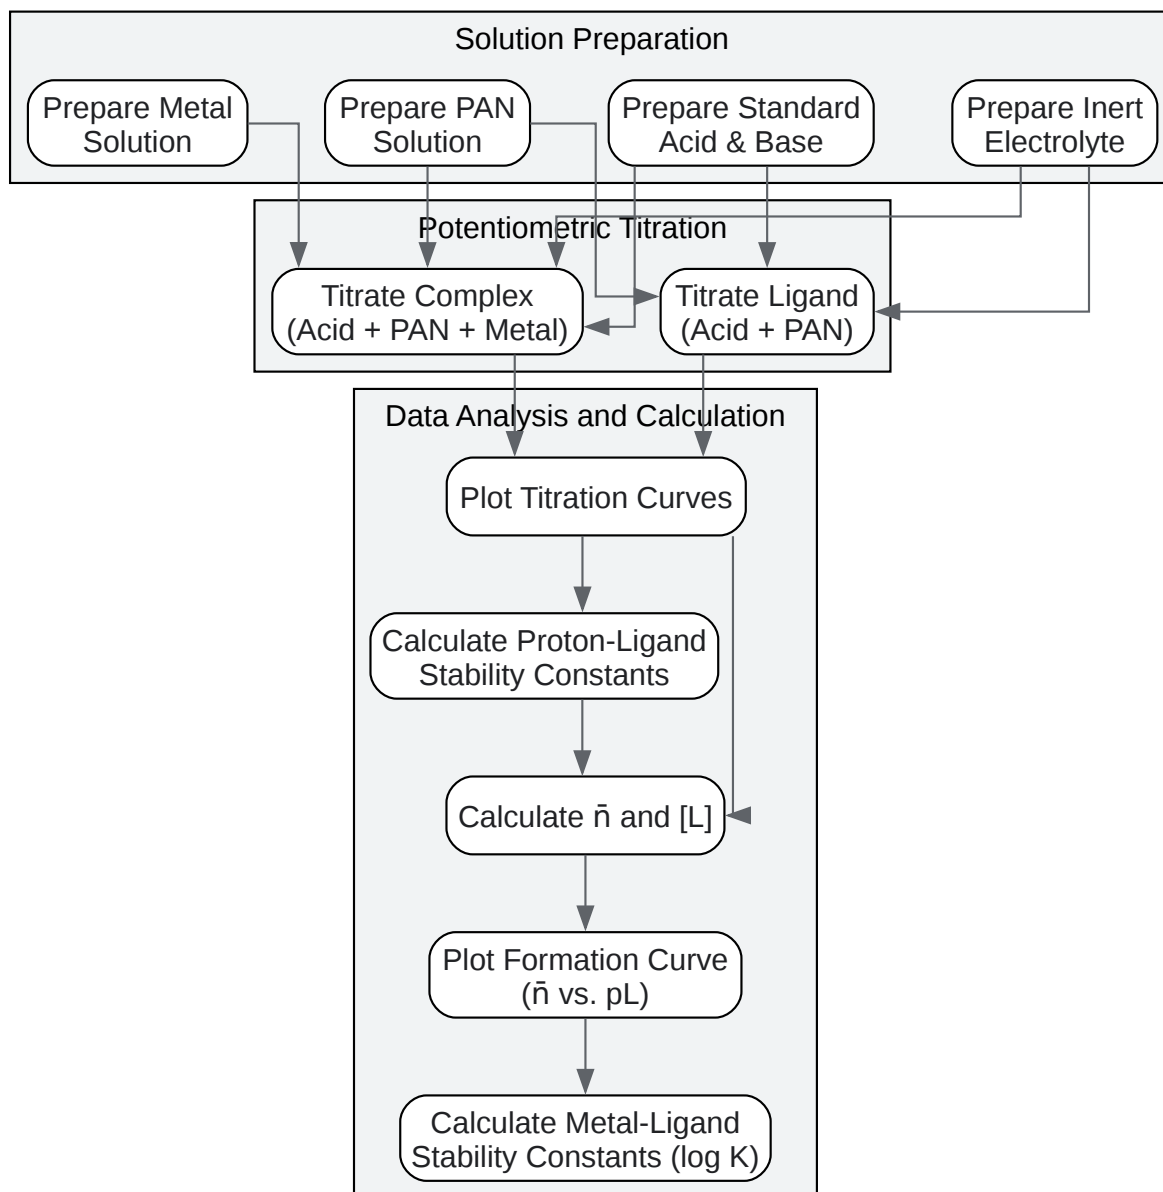 Solution Preparation
Prepare Metal
Solution
Prepare PAN
Solution
Prepare Standard
Acid & Base
Prepare Inert
Electrolyte
Potentiometric Titration
Titrate Complex
(Acid + PAN + Metal)
Titrate Ligand
(Acid + PAN)
Data Analysis and Calculation
Plot Titration Curves
Calculate Proton-Ligand
Stability Constants
Calculate n̄ and [L]
Plot Formation Curve
(n̄ vs. pL)
Calculate Metal-Ligand
Stability Constants (log K)